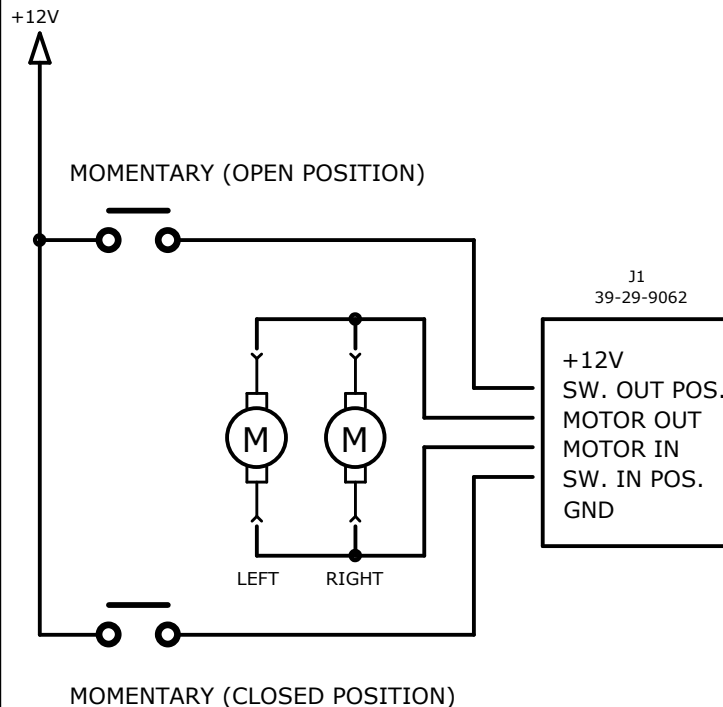 +12V
MOMENTARY (OPEN POSITION)
J1
39-29-9062
+12V
SW. OUT POS.
MOTOR OUT
MOTOR IN
SW. IN POS.
GND
M
M
LEFT
RIGHT
MOMENTARY (CLOSED POSITION)